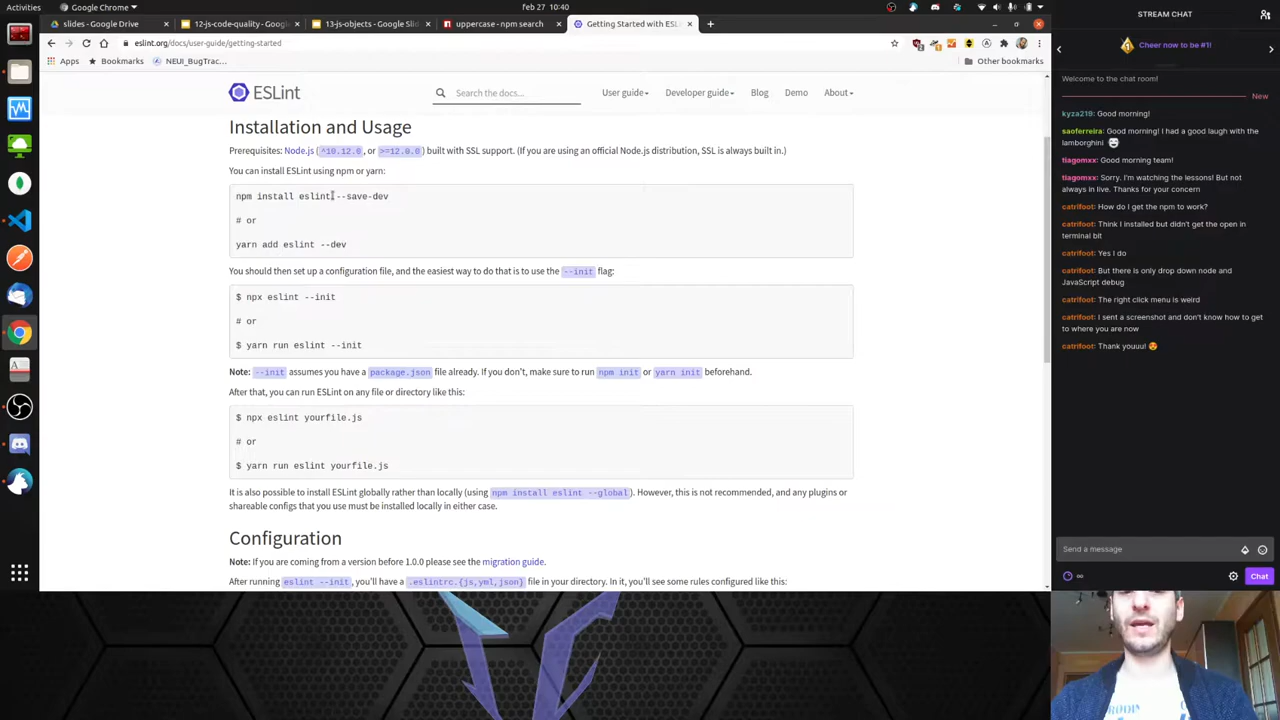 Activities
Google Chrome
Feb 27 10:40
slides - Google Drive
12-js-code-quality - Google
13-js-objects - Google Slid
uppercase - npm search
Getting Started with ESL
eslint.org/docs/user-guide/getting-started
Apps
Bookmarks
NEUI_BugTrac...
Other bookmarks
ESLint
Search the docs...
User guide
Developer guide
Blog
Demo
About
Installation and Usage
Prerequisites: Node.js (^10.12.0, or >=12.0.0) built with SSL support. (If you are using an official Node.js distribution, SSL is always built in.)
You can install ESLint using npm or yarn:
npm install eslint --save-dev
# or
yarn add eslint --dev
You should then set up a configuration file, and the easiest way to do that is to use the --init flag:
$ npx eslint --init
# or
$ yarn run eslint --init
Note: --init assumes you have a package.json file already. If you don't, make sure to run npm init or yarn init beforehand.
After that, you can run ESLint on any file or directory like this:
$ npx eslint yourfile.js
# or
$ yarn run eslint yourfile.js
It is also possible to install ESLint globally rather than locally (using npm install eslint --global). However, this is not recommended, and any plugins or
shareable configs that you use must be installed locally in either case.
Configuration
Note: If you are coming from a version before 1.0.0 please see the migration guide.
After running eslint --init, you'll have a .eslintrc.{js,yml,json} file in your directory. In it, you'll see some rules configured like this:
STREAM CHAT
Cheer now to be #1!
Welcome to the chat room!
New
kyza219: Good morning!
saoferreira: Good morning! I had a good laugh with the
lamborghini
tiagomxx: Good morning team!
tiagomxx: Sorry. I'm watching the lessons! But not
always in live. Thanks for your concern
catrifoot: How do I get the npm to work?
catrifoot: Think I installed but didn't get the open in
terminal bit
catrifoot: Yes I do
catrifoot: But there is only drop down node and
JavaScript debug
catrifoot: The right click menu is weird
catrifoot: I sent a screenshot and don't know how to get
to where you are now
catrifoot: Thank youuu!
Send a message
∞
Chat